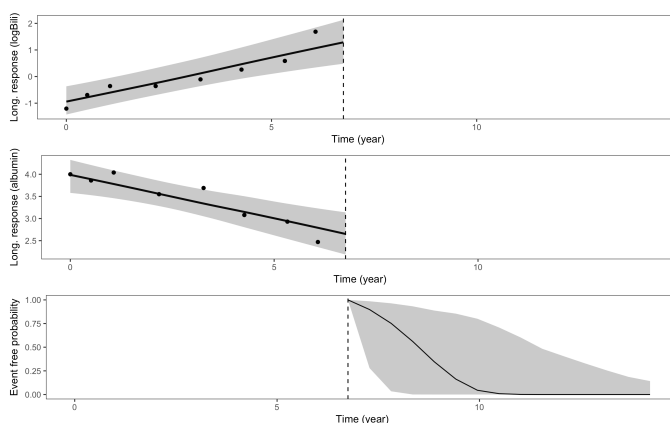 Long. response (logBili)
2
1
0
-1
0 5 10
Time (year)
Long. response (albumin)
4.0
3.5
3.0
2.5
0 5 10
Time (year)
Event free probability
1.00
0.75
0.50
0.25
0.00
0 5 10
Time (year)